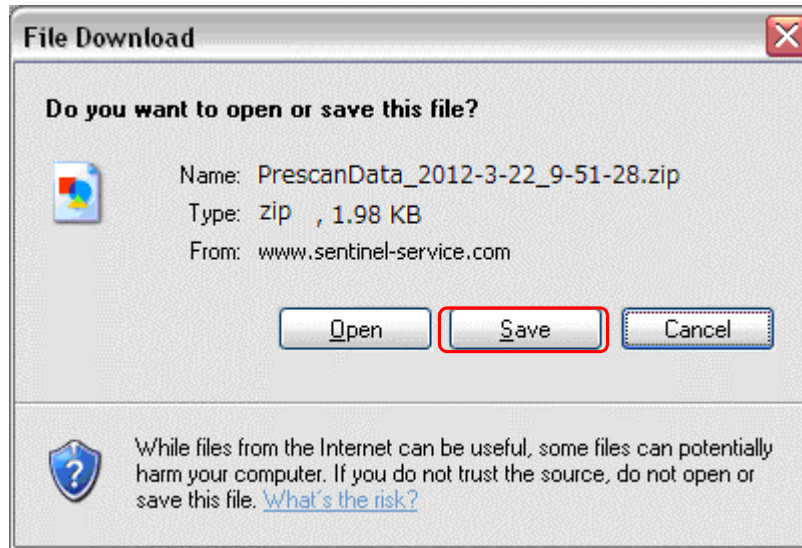 File Download
Do you want to open or save this file?
Name: PrescanData_2012-3-22_9-51-28.zip
Type: zip , 1.98 KB
From: www.sentinel-service.com
Open Save Cancel
While files from the Internet can be useful, some files can potentially
harm your computer. If you do not trust the source, do not open or
save this file. What's the risk?